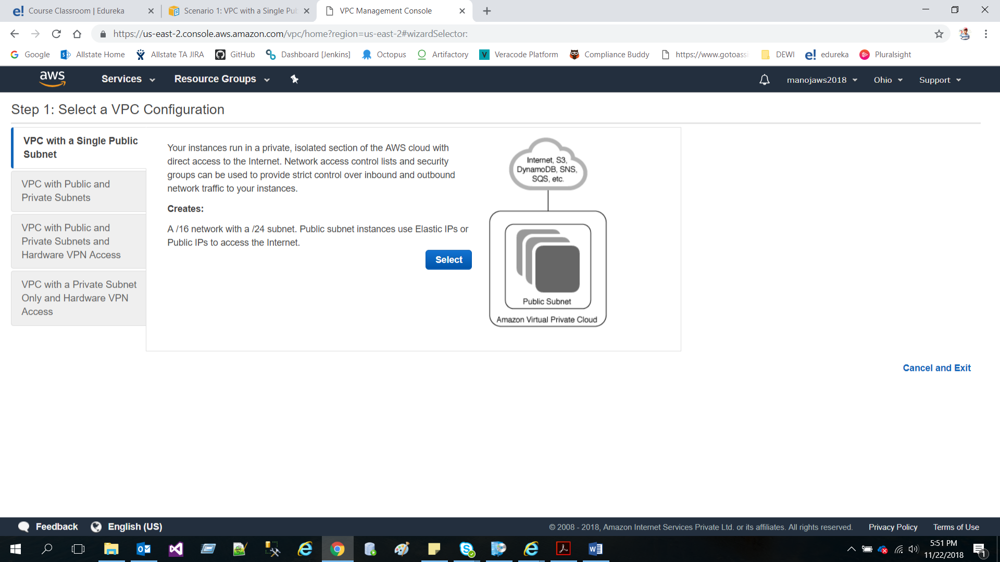 Course Classroom | Edureka
Scenario 1: VPC with a Single Pu
VPC Management Console
https://us-east-2.console.aws.amazon.com/vpc/home?region=us-east-2#wizardSelector:
Google
Allstate Home
Allstate TA JIRA
GitHub
Dashboard [Jenkins]
Octopus
Artifactory
Veracode Platform
Compliance Buddy
https://www.gotoassi
DEWI
edureka
Pluralsight
aws
Services
Resource Groups
manojaws2018
Ohio
Support
Step 1: Select a VPC Configuration
VPC with a Single Public
Subnet
VPC with Public and
Private Subnets
VPC with Public and
Private Subnets and
Hardware VPN Access
VPC with a Private Subnet
Only and Hardware VPN
Access
Your instances run in a private, isolated section of the AWS cloud with
direct access to the Internet. Network access control lists and security
groups can be used to provide strict control over inbound and outbound
network traffic to your instances.
Creates:
A /16 network with a /24 subnet. Public subnet instances use Elastic IPs or
Public IPs to access the Internet.
Select
Internet, S3,
DynamoDB, SNS,
SQS, etc.
Public Subnet
Amazon Virtual Private Cloud
Cancel and Exit
Feedback
English (US)
© 2008 - 2018, Amazon Internet Services Private Ltd. or its affiliates. All rights reserved.
Privacy Policy
Terms of Use
5:51 PM
11/22/2018
1